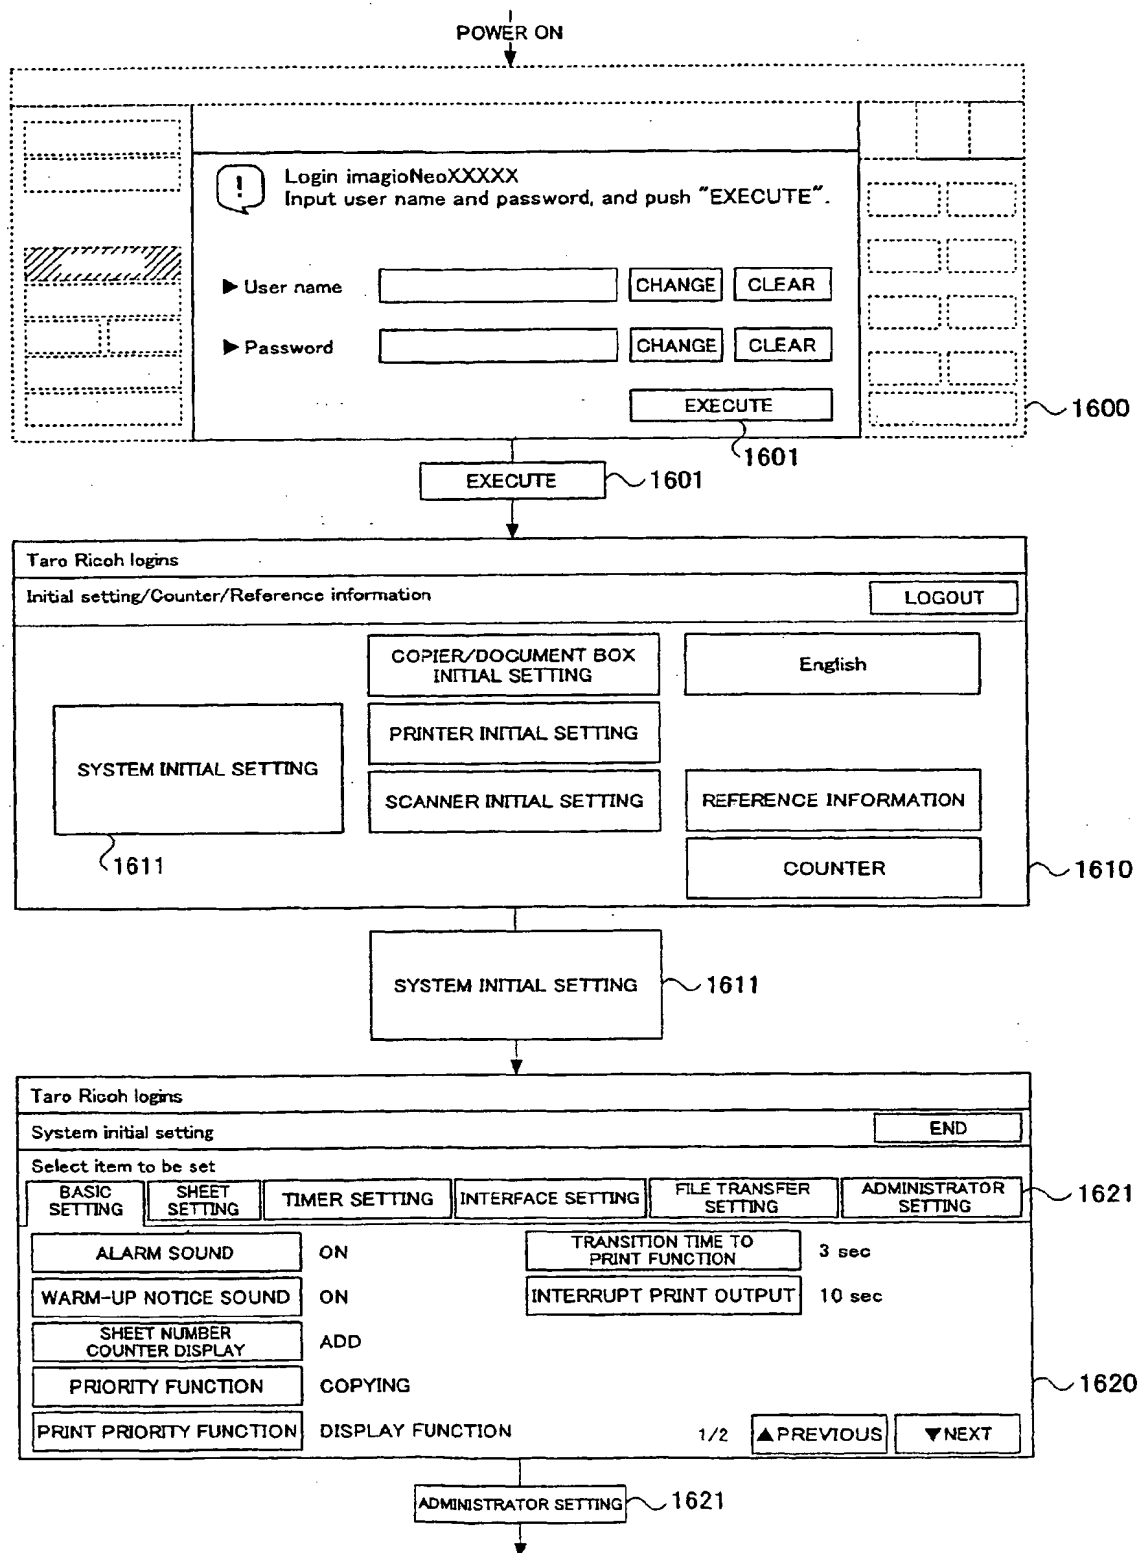 POWER ON
!
Login imagioNeoXXXXX
Input user name and password, and push "EXECUTE".
▶ User name
CHANGE
CLEAR
▶ Password
CHANGE
CLEAR
EXECUTE
1600
1601
EXECUTE
1601
Taro Ricoh logins
Initial setting/Counter/Reference information
LOGOUT
COPIER/DOCUMENT BOX
INITIAL SETTING
English
SYSTEM INITIAL SETTING
PRINTER INITIAL SETTING
SCANNER INITIAL SETTING
REFERENCE INFORMATION
1611
COUNTER
1610
SYSTEM INITIAL SETTING
1611
Taro Ricoh logins
System initial setting
END
Select item to be set
BASIC
SETTING
SHEET
SETTING
TIMER SETTING
INTERFACE SETTING
FILE TRANSFER
SETTING
ADMINISTRATOR
SETTING
1621
ALARM SOUND
ON
TRANSITION TIME TO
PRINT FUNCTION
3 sec
WARM-UP NOTICE SOUND
ON
INTERRUPT PRINT OUTPUT
10 sec
SHEET NUMBER
COUNTER DISPLAY
ADD
PRIORITY FUNCTION
COPYING
1620
PRINT PRIORITY FUNCTION
DISPLAY FUNCTION
1/2
▲PREVIOUS
▼NEXT
ADMINISTRATOR SETTING
1621